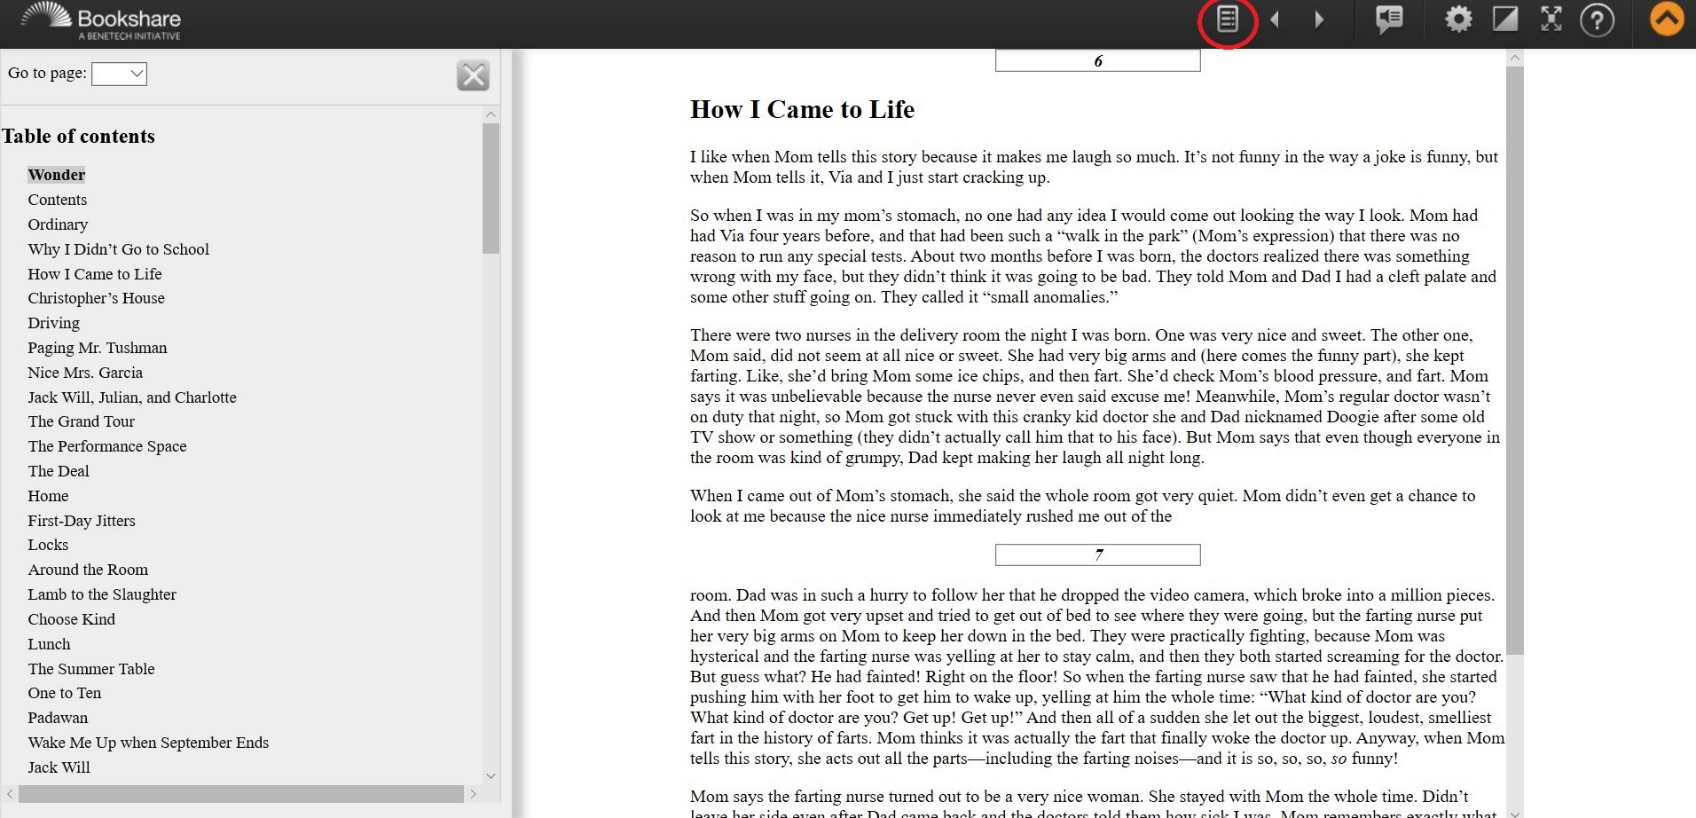 Bookshare
A BENETECH INITIATIVE
Go to page:
Table of contents
Wonder
Contents
Ordinary
Why I Didn’t Go to School
How I Came to Life
Christopher’s House
Driving
Paging Mr. Tushman
Nice Mrs. Garcia
Jack Will, Julian, and Charlotte
The Grand Tour
The Performance Space
The Deal
Home
First-Day Jitters
Locks
Around the Room
Lamb to the Slaughter
Choose Kind
Lunch
The Summer Table
One to Ten
Padawan
Wake Me Up when September Ends
Jack Will
6
How I Came to Life
I like when Mom tells this story because it makes me laugh so much. It’s not funny in the way a joke is funny, but
when Mom tells it, Via and I just start cracking up.
So when I was in my mom’s stomach, no one had any idea I would come out looking the way I look. Mom had
had Via four years before, and that had been such a “walk in the park” (Mom’s expression) that there was no
reason to run any special tests. About two months before I was born, the doctors realized there was something
wrong with my face, but they didn’t think it was going to be bad. They told Mom and Dad I had a cleft palate and
some other stuff going on. They called it “small anomalies.”
There were two nurses in the delivery room the night I was born. One was very nice and sweet. The other one,
Mom said, did not seem at all nice or sweet. She had very big arms and (here comes the funny part), she kept
farting. Like, she’d bring Mom some ice chips, and then fart. She’d check Mom’s blood pressure, and fart. Mom
says it was unbelievable because the nurse never even said excuse me! Meanwhile, Mom’s regular doctor wasn’t
on duty that night, so Mom got stuck with this cranky kid doctor she and Dad nicknamed Doogie after some old
TV show or something (they didn’t actually call him that to his face). But Mom says that even though everyone in
the room was kind of grumpy, Dad kept making her laugh all night long.
When I came out of Mom’s stomach, she said the whole room got very quiet. Mom didn’t even get a chance to
look at me because the nice nurse immediately rushed me out of the
7
room. Dad was in such a hurry to follow her that he dropped the video camera, which broke into a million pieces.
And then Mom got very upset and tried to get out of bed to see where they were going, but the farting nurse put
her very big arms on Mom to keep her down in the bed. They were practically fighting, because Mom was
hysterical and the farting nurse was yelling at her to stay calm, and then they both started screaming for the doctor.
But guess what? He had fainted! Right on the floor! So when the farting nurse saw that he had fainted, she started
pushing him with her foot to get him to wake up, yelling at him the whole time: “What kind of doctor are you?
What kind of doctor are you? Get up! Get up!” And then all of a sudden she let out the biggest, loudest, smelliest
fart in the history of farts. Mom thinks it was actually the fart that finally woke the doctor up. Anyway, when Mom
tells this story, she acts out all the parts—including the farting noises—and it is so, so, so, so funny!
Mom says the farting nurse turned out to be a very nice woman. She stayed with Mom the whole time. Didn’t
leave her side even after Dad came back and the doctors told them how sick I was. Mom remembers exactly what